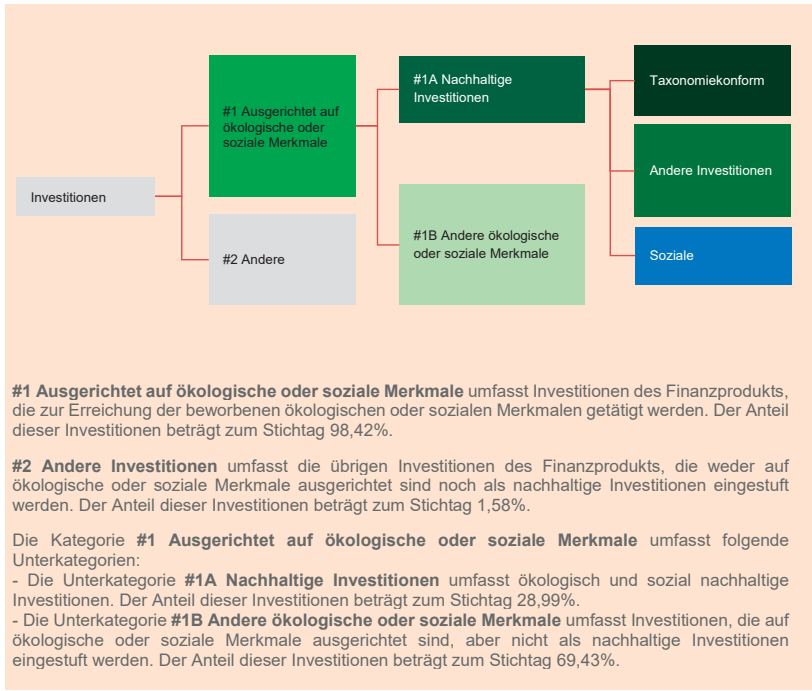 Investitionen
#1 Ausgerichtet auf
ökologische oder
soziale Merkmale
#2 Andere
#1A Nachhaltige
Investitionen
#1B Andere ökologische
oder soziale Merkmale
Taxonomiekonform
Andere Investitionen
Soziale
#1 Ausgerichtet auf ökologische oder soziale Merkmale umfasst Investitionen des Finanzprodukts,
die zur Erreichung der beworbenen ökologischen oder sozialen Merkmalen getätigt werden. Der Anteil
dieser Investitionen beträgt zum Stichtag 98,42%.
#2 Andere Investitionen umfasst die übrigen Investitionen des Finanzprodukts, die weder auf
ökologische oder soziale Merkmale ausgerichtet sind noch als nachhaltige Investitionen eingestuft
werden. Der Anteil dieser Investitionen beträgt zum Stichtag 1,58%.
Die Kategorie #1 Ausgerichtet auf ökologische oder soziale Merkmale umfasst folgende
Unterkategorien:
- Die Unterkategorie #1A Nachhaltige Investitionen umfasst ökologisch und sozial nachhaltige
Investitionen. Der Anteil dieser Investitionen beträgt zum Stichtag 28,99%.
- Die Unterkategorie #1B Andere ökologische oder soziale Merkmale umfasst Investitionen, die auf
ökologische oder soziale Merkmale ausgerichtet sind, aber nicht als nachhaltige Investitionen
eingestuft werden. Der Anteil dieser Investitionen beträgt zum Stichtag 69,43%.